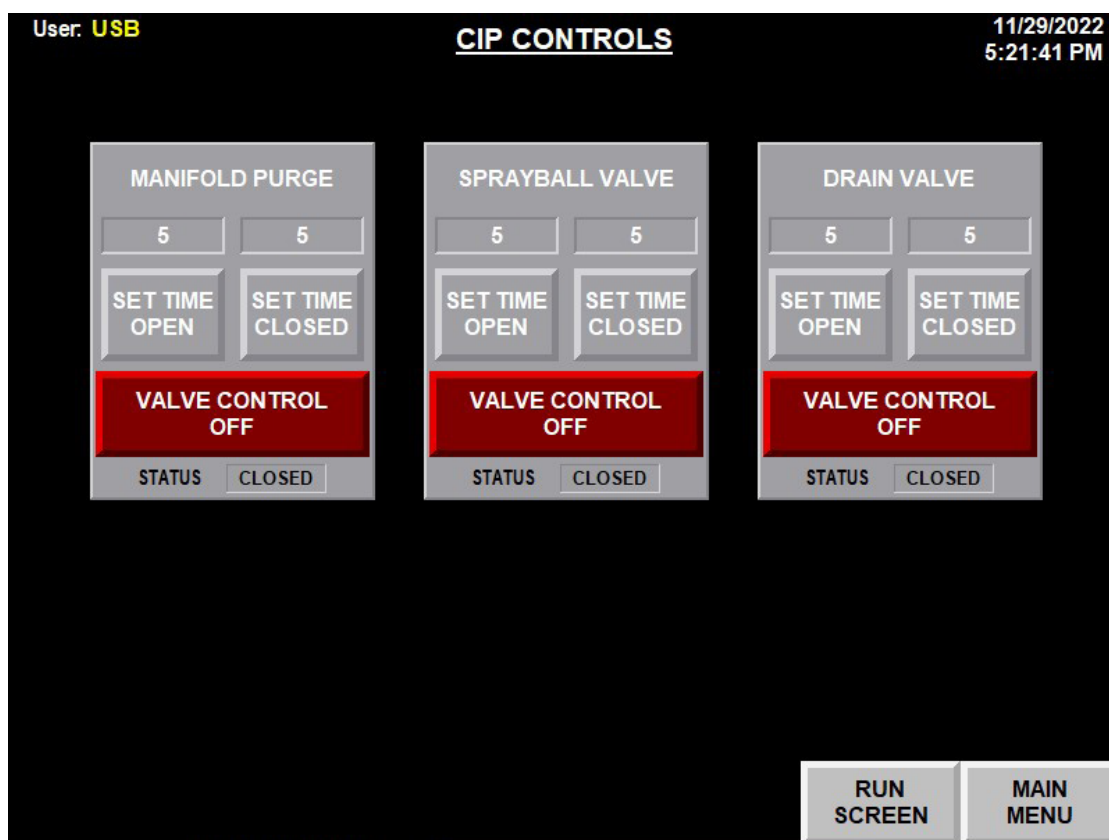 User: USB
CIP CONTROLS
11/29/2022
5:21:41 PM
MANIFOLD PURGE
5 5
SET TIME OPEN
SET TIME CLOSED
VALVE CONTROL
OFF
STATUS CLOSED
SPRAYBALL VALVE
5 5
SET TIME OPEN
SET TIME CLOSED
VALVE CONTROL
OFF
STATUS CLOSED
DRAIN VALVE
5 5
SET TIME OPEN
SET TIME CLOSED
VALVE CONTROL
OFF
STATUS CLOSED
RUN
SCREEN
MAIN
MENU